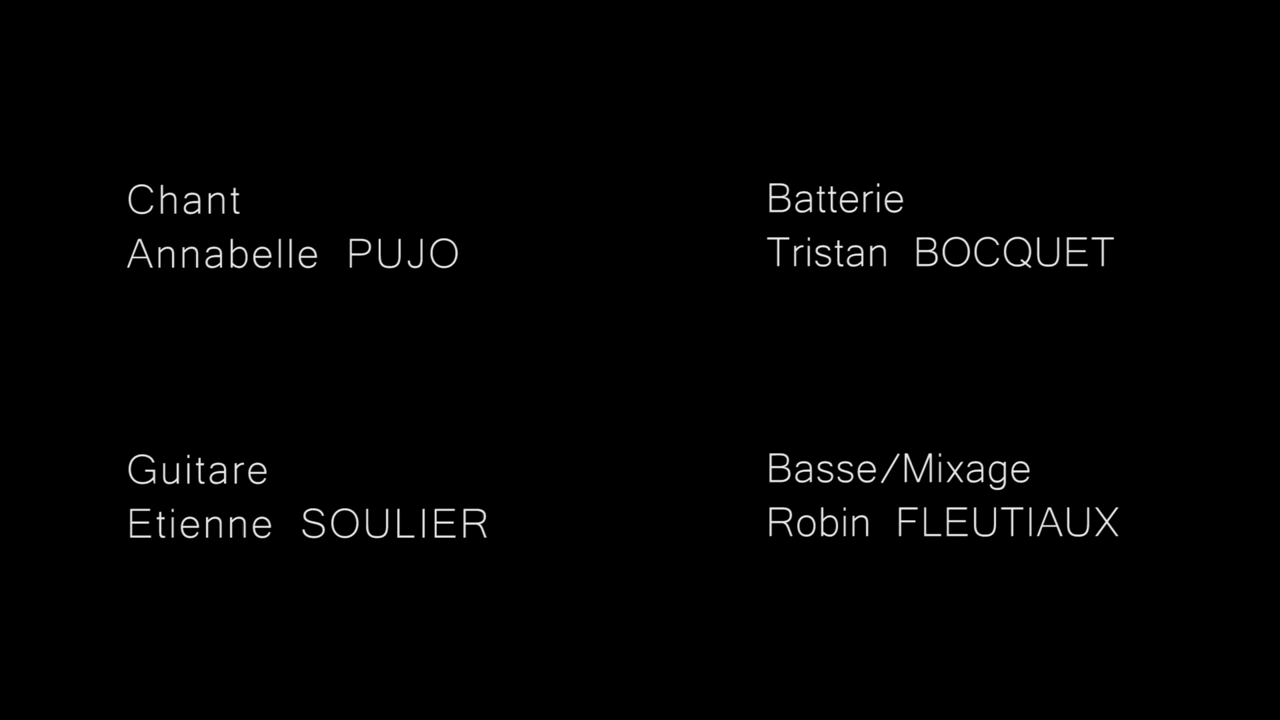 Chant
Annabelle PUJO
Batterie
Tristan BOCQUET
Guitare
Etienne SOULIER
Basse/Mixage
Robin FLEUTIAUX